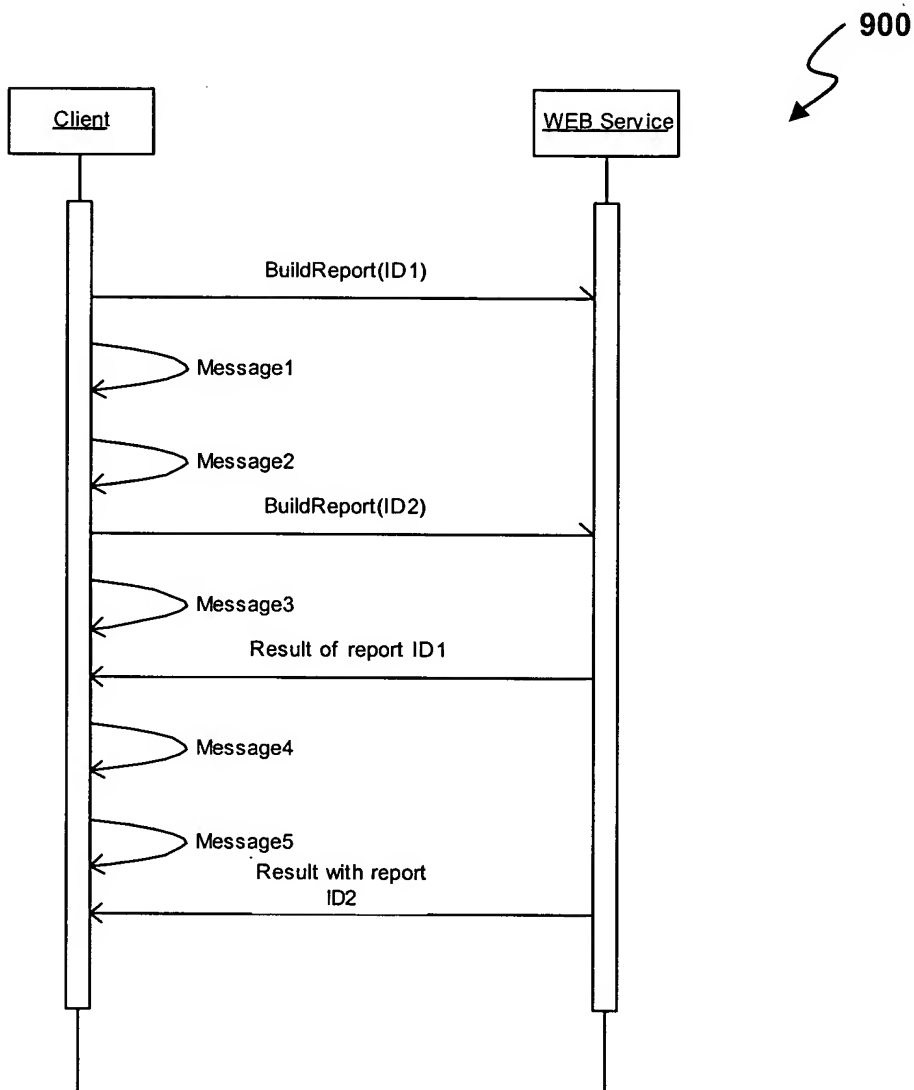 900
Client
WEB Service
BuildReport(ID1)
Message1
Message2
BuildReport(ID2)
Message3
Result of report ID1
Message4
Message5
Result with report
ID2